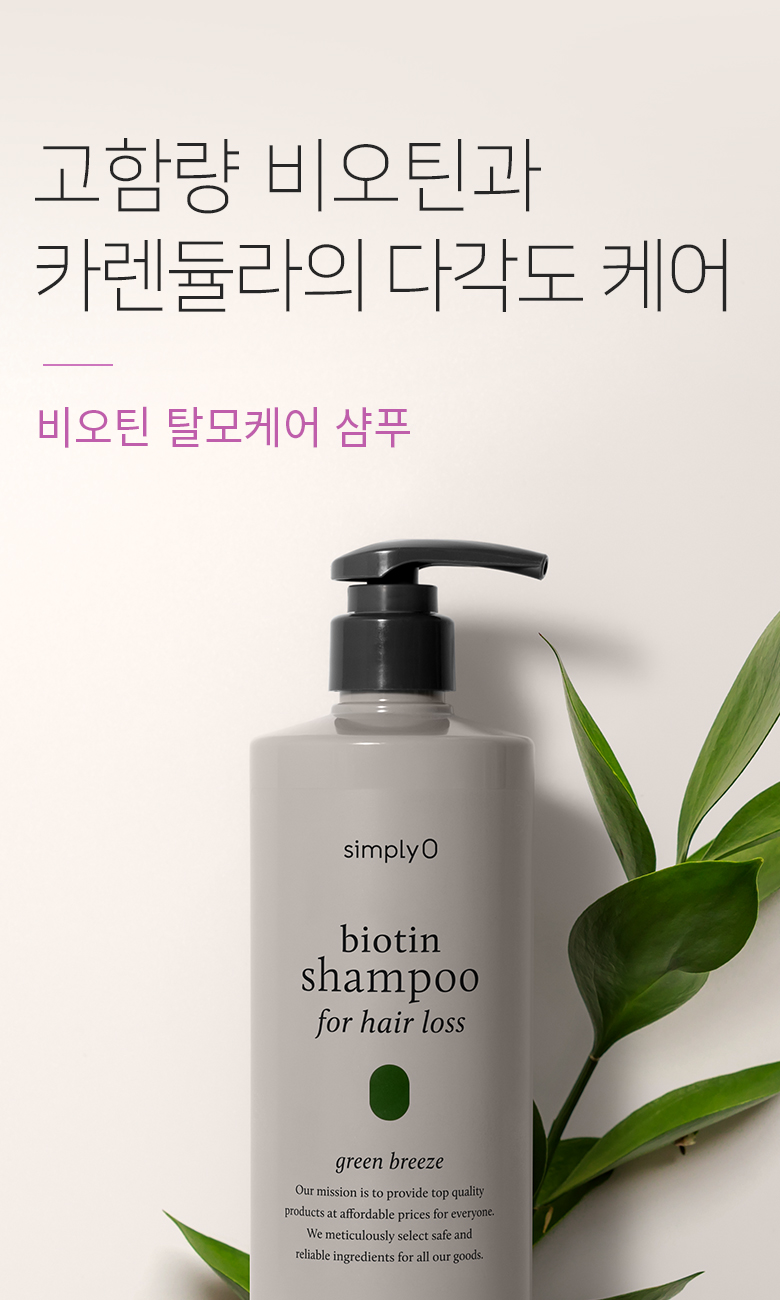 고함량 비오틴과
카렌듈라의 다각도 케어
비오틴 탈모케어 샴푸
simplyO
biotin
shampoo
for hair loss
green breeze
Our mission is to provide top quality
products at affordable prices for everyone.
We meticulously select safe and
reliable ingredients for all our goods.